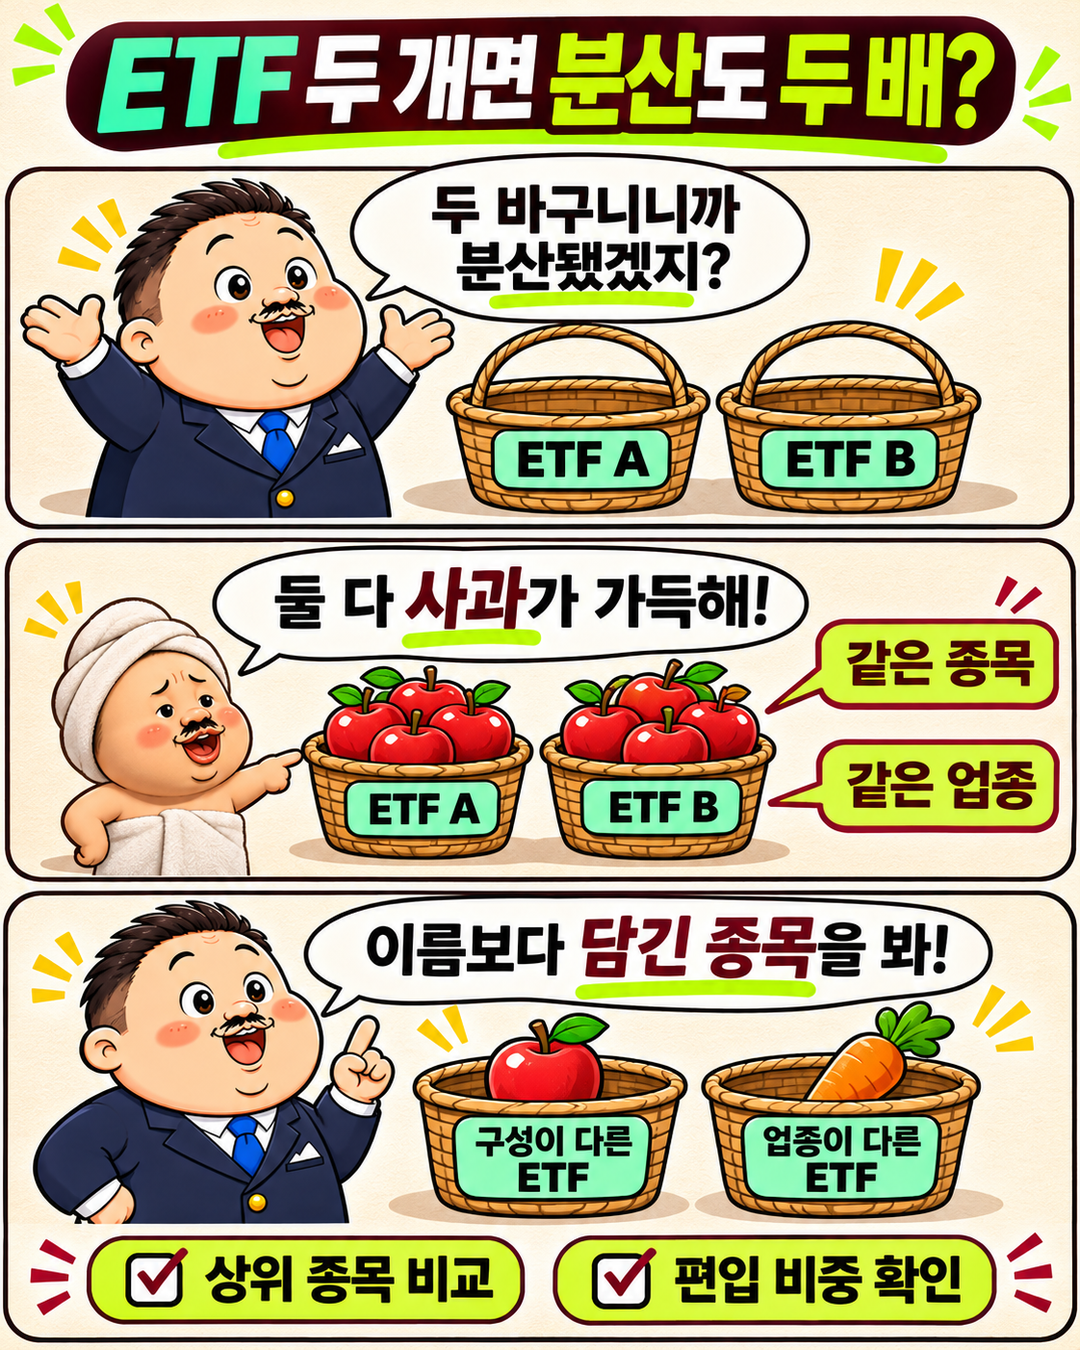 ETF 두 개면 분산도 두 배?
두 바구니니까
분산됐겠지?
ETF A
ETF B
둘 다 사과가 가득해!
같은 종목
같은 업종
ETF A
ETF B
이름보다 담긴 종목을 봐!
구성이 다른
ETF
업종이 다른
ETF
상위 종목 비교
편입 비중 확인